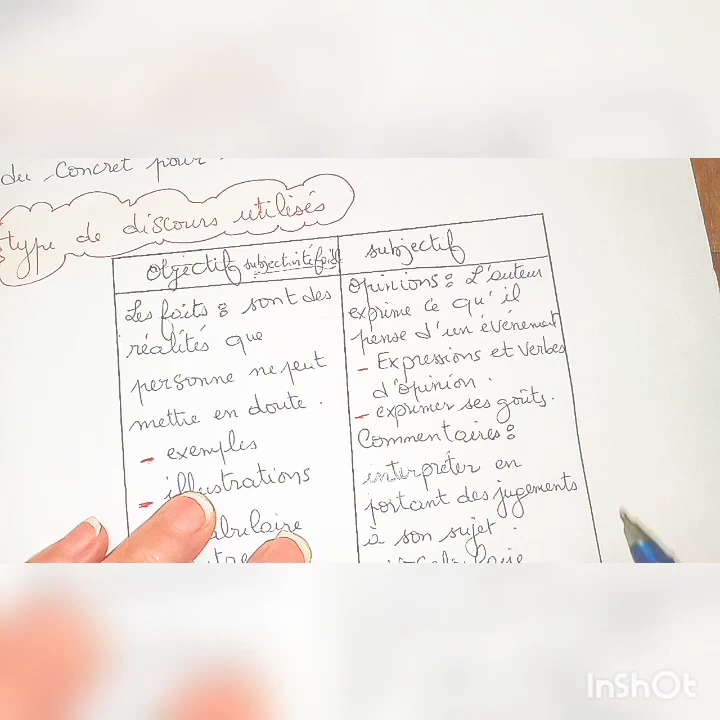 du concret pour
type de discours utilisés
objectif subjectivité
Les faits : sont des
réalités que
personne ne peut
mettre en doute.
- exemples
- illustrations
subjectif
opinions : L'auteur
exprime ce qu'il
pense d'un événement
- Expressions et verbes
d'opinion.
- exprimer ses goûts.
Commentaires :
interpréter en
portant des jugements
à son sujet.
InShOt